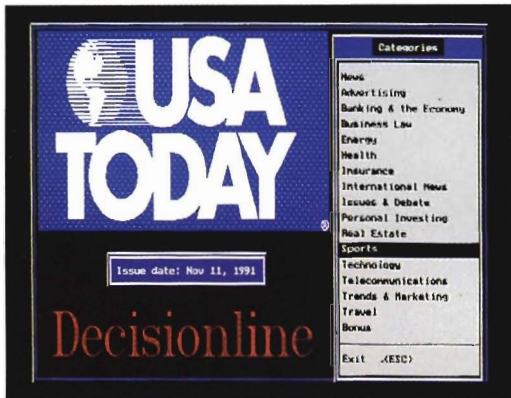 USA
TODAY
®
Issue date: Nov 11, 1991
Decisionline
Categories
News
Advertising
Banking & the Economy
Business Law
Energy
Health
Insurance
International News
Issues & Debate
Personal Investing
Real Estate
Sports
Technology
Telecommunications
Trends & Marketing
Travel
Bonus
Exit .<ESC>